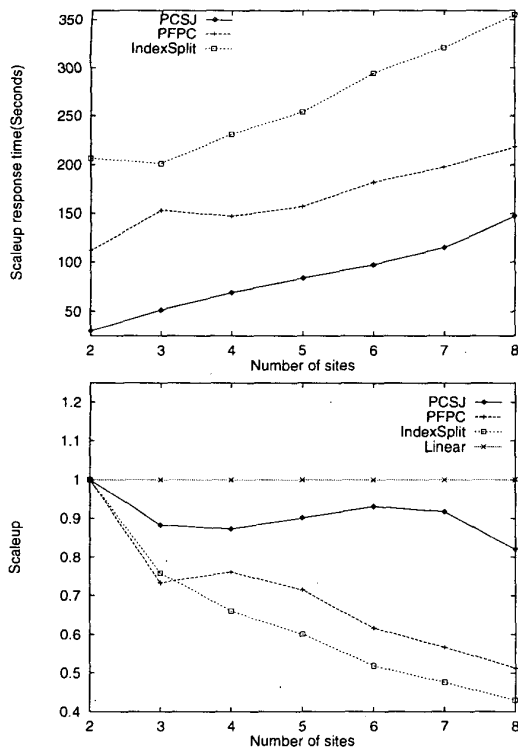 350
300
250
200
150
100
50
Scaleup response time(Seconds)
PCSJ
PFPC
IndexSplit
2 3 4 5 6 7 8
Number of sites
1.2
1.1
1
0.9
0.8
0.7
0.6
0.5
0.4
Scaleup
PCSJ
PFPC
IndexSplit
Linear
2 3 4 5 6 7 8
Number of sites